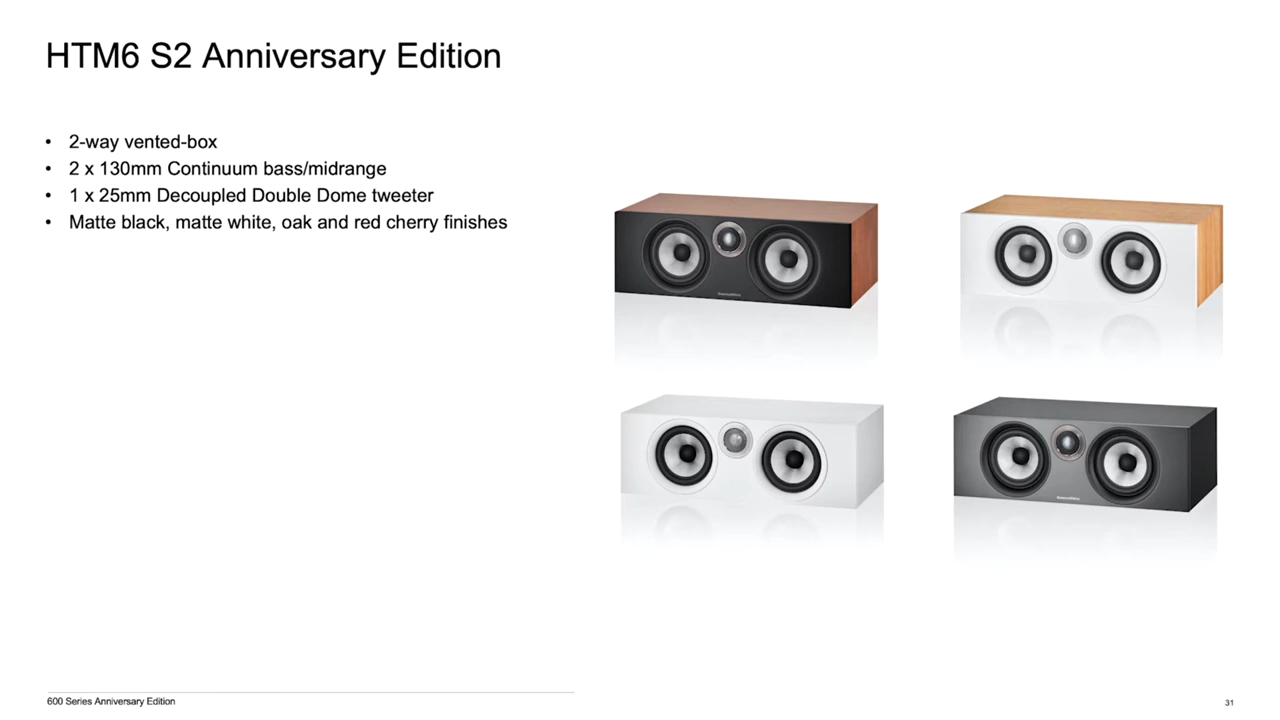 HTM6 S2 Anniversary Edition
• 2-way vented-box
• 2 x 130mm Continuum bass/midrange
• 1 x 25mm Decoupled Double Dome tweeter
• Matte black, matte white, oak and red cherry finishes
600 Series Anniversary Edition
31